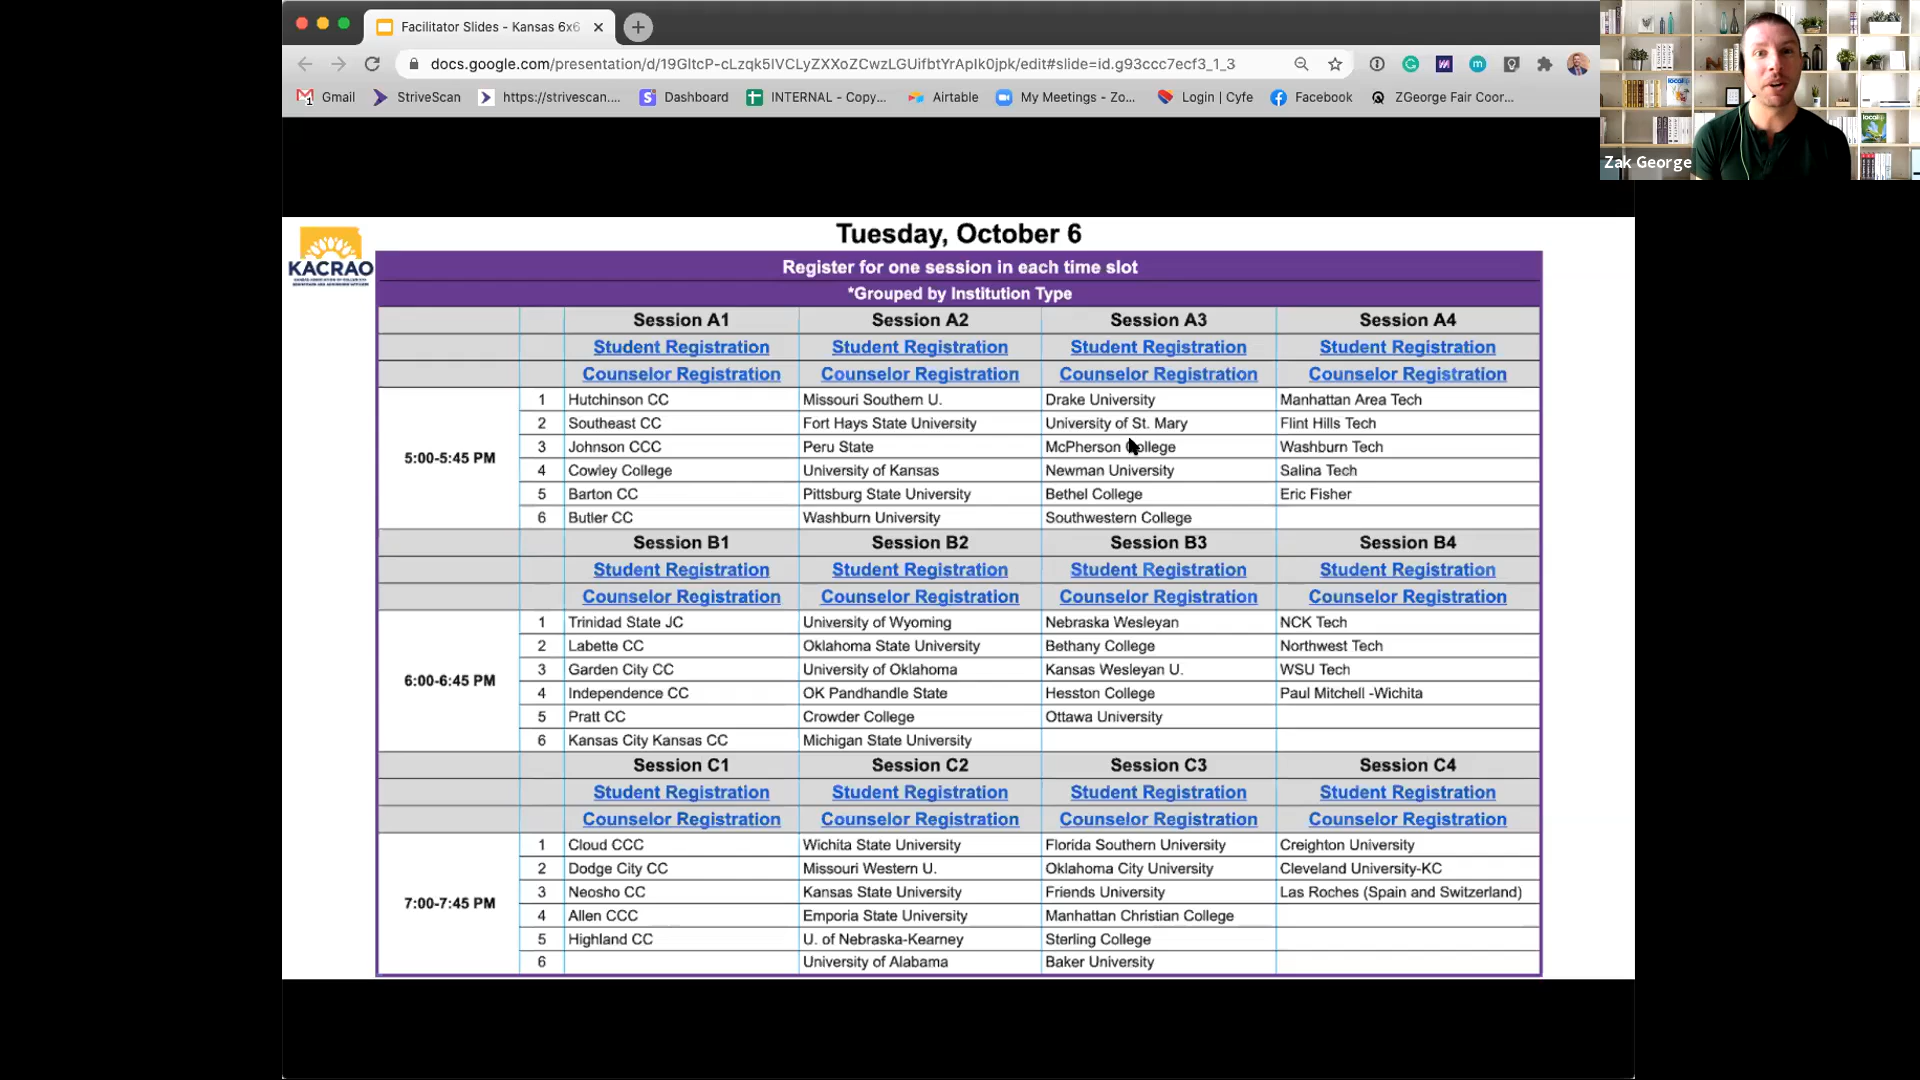 Facilitator Slides - Kansas 6x6
docs.google.com/presentation/d/19GltcP-cLzqk5IVCLyZXXoZCwzLGUifbtYrApIk0jpk/edit#slide=id.g93ccc7ecf3_1_3
Gmail StriveScan https://strivescan.... Dashboard INTERNAL - Copy... Airtable My Meetings - Zo... Login | Cyfe Facebook ZGeorge Fair Coor...
Zak George
Tuesday, October 6
KACRAO
Register for one session in each time slot
*Grouped by Institution Type
Session A1 Session A2 Session A3 Session A4
Student Registration Student Registration Student Registration Student Registration
Counselor Registration Counselor Registration Counselor Registration Counselor Registration
5:00-5:45 PM
1 Hutchinson CC Missouri Southern U. Drake University Manhattan Area Tech
2 Southeast CC Fort Hays State University University of St. Mary Flint Hills Tech
3 Johnson CCC Peru State McPherson College Washburn Tech
4 Cowley College University of Kansas Newman University Salina Tech
5 Barton CC Pittsburg State University Bethel College Eric Fisher
6 Butler CC Washburn University Southwestern College
Session B1 Session B2 Session B3 Session B4
Student Registration Student Registration Student Registration Student Registration
Counselor Registration Counselor Registration Counselor Registration Counselor Registration
6:00-6:45 PM
1 Trinidad State JC University of Wyoming Nebraska Wesleyan NCK Tech
2 Labette CC Oklahoma State University Bethany College Northwest Tech
3 Garden City CC University of Oklahoma Kansas Wesleyan U. WSU Tech
4 Independence CC OK Pandhandle State Hesston College Paul Mitchell -Wichita
5 Pratt CC Crowder College Ottawa University
6 Kansas City Kansas CC Michigan State University
Session C1 Session C2 Session C3 Session C4
Student Registration Student Registration Student Registration Student Registration
Counselor Registration Counselor Registration Counselor Registration Counselor Registration
7:00-7:45 PM
1 Cloud CCC Wichita State University Florida Southern University Creighton University
2 Dodge City CC Missouri Western U. Oklahoma City University Cleveland University-KC
3 Neosho CC Kansas State University Friends University Las Roches (Spain and Switzerland)
4 Allen CCC Emporia State University Manhattan Christian College
5 Highland CC U. of Nebraska-Kearney Sterling College
6 University of Alabama Baker University